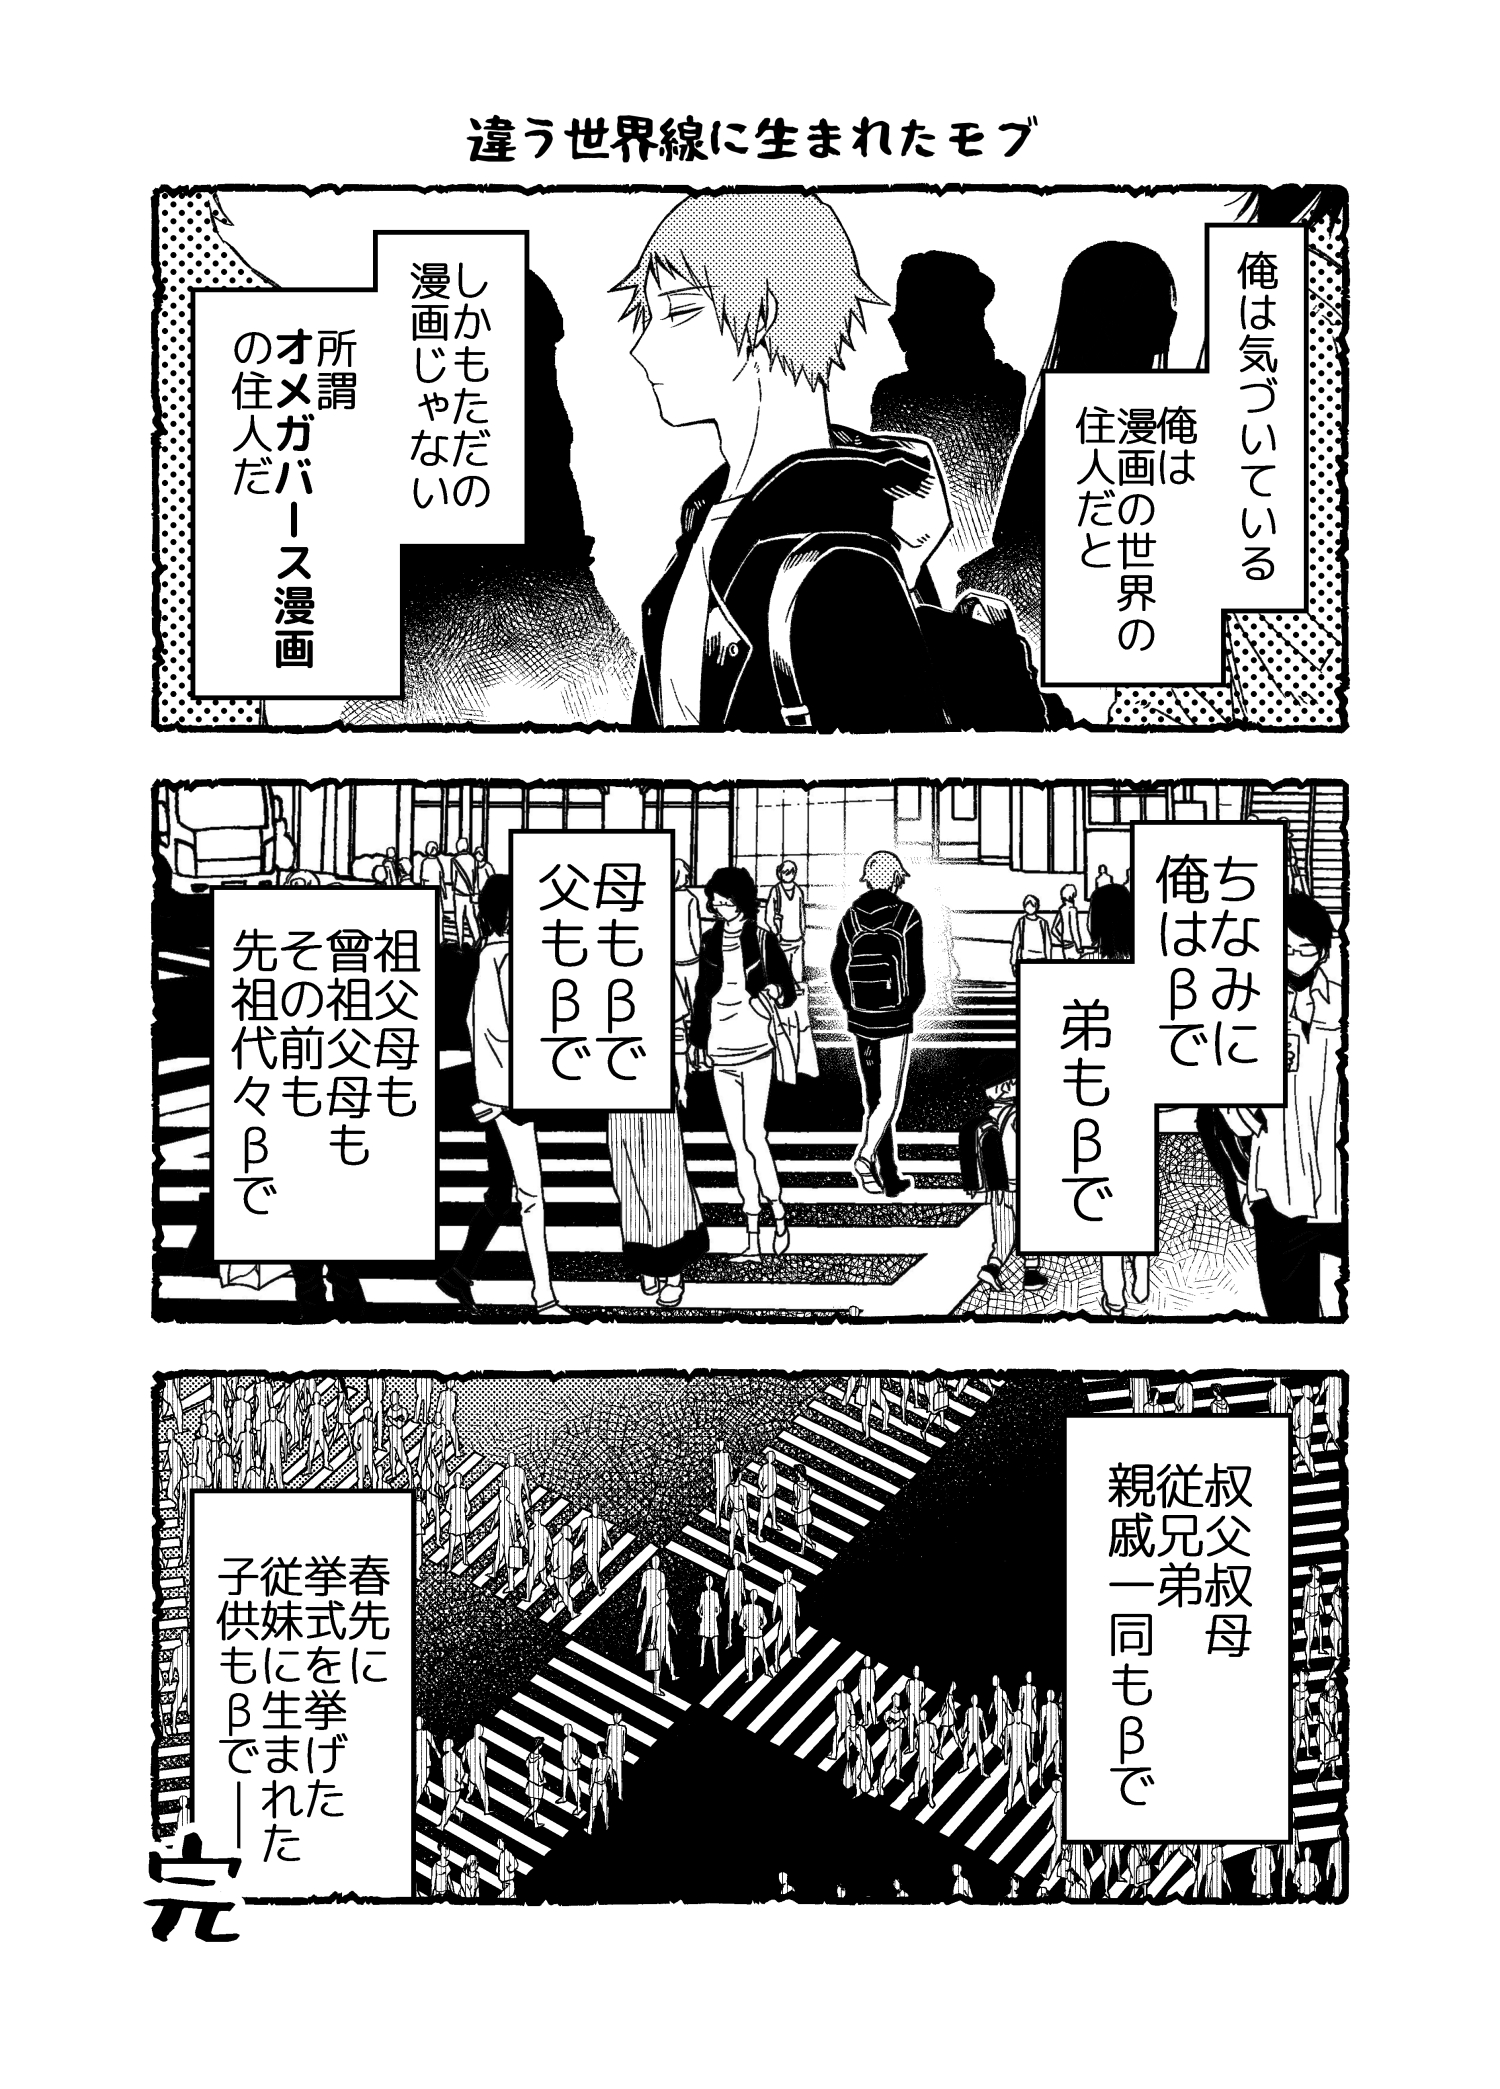 違う世界線に生まれたモブ
俺は気づいている
俺は
漫画の世界の
住人だと
しかもただの
漫画じゃない
所謂
オメガバース漫画
の住人だ
ちなみに
俺はβで
弟もβで
母もβで
父もβで
祖父母も
曾祖父母も
その前も
先祖代々βで
叔父叔母
従兄弟
親戚一同もβで
春先に
挙式を挙げた
従妹に生まれた
子供もβで──
完